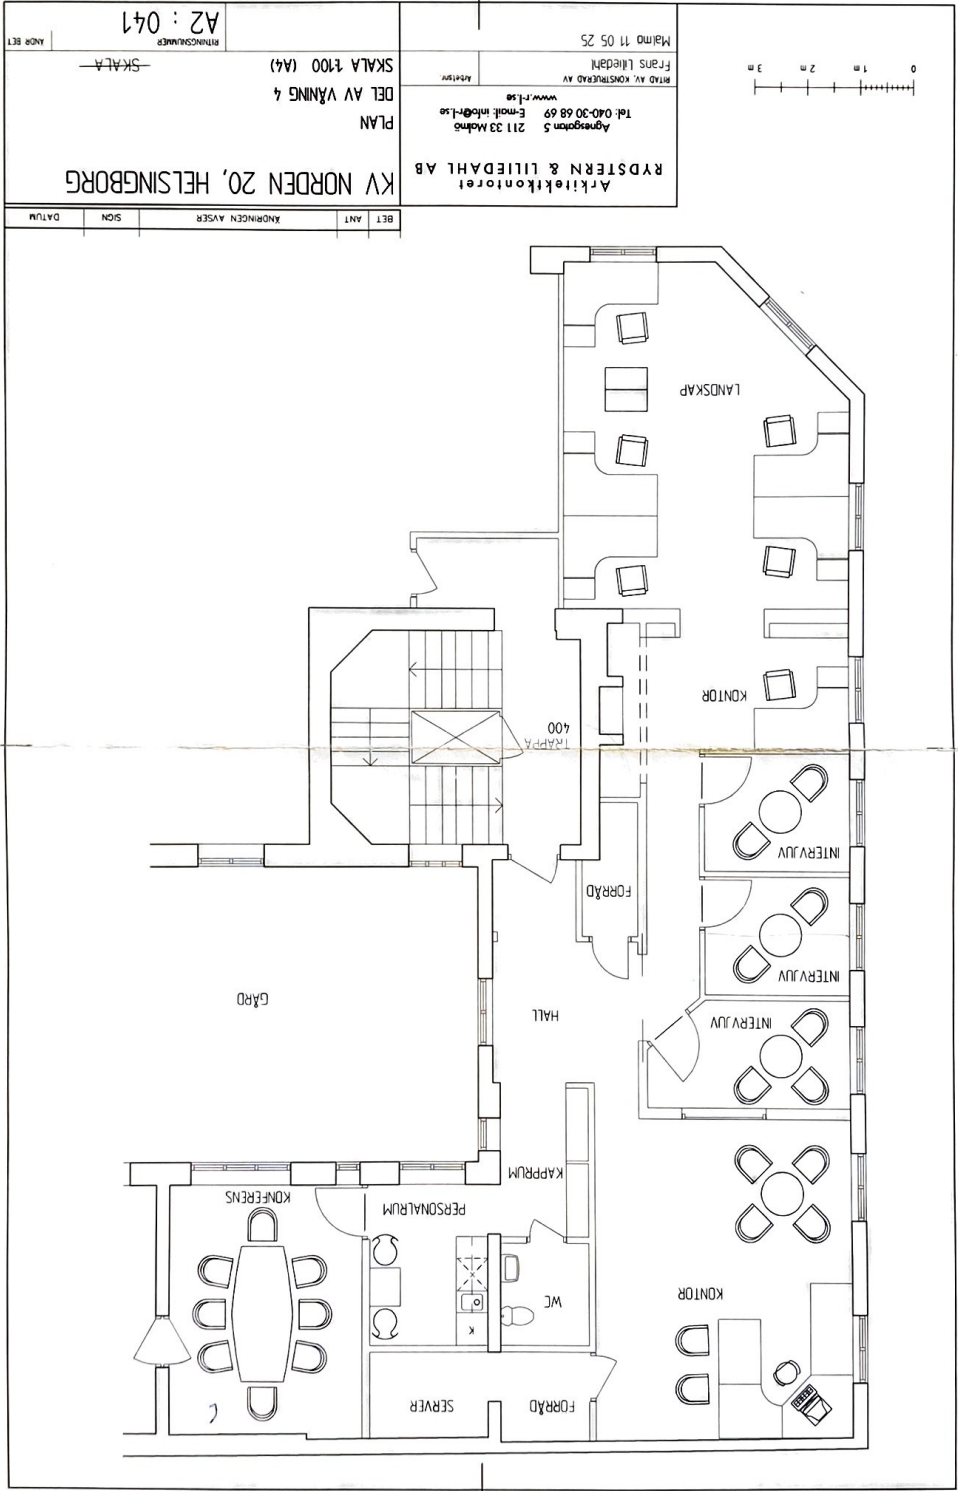 FÖRRÅD
SERVER
KONTOR
WC
K
PERSONALRUM
KONFERENS
KAPPRUM
INTERVJUV
HALL
GÅRD
INTERVJUV
FÖRRÅD
INTERVJUV
TRAPPA
400
KONTOR
LANDSKAP
BET
ANT
ÄNDRINGEN AVSER
SIGN
DATUM
KV NORDEN 20, HELSINGBORG
PLAN
DEL AV VÅNING 4
SKALA 1:100 (A4)
SKALA
RITNINGSNUMMER
A2 : 041
ÄNDR BET
Arkitektkontoret
RYDSTERN & LILIEDAHL AB
Agnesgatan 5 211 33 Malmö
Tel: 040-30 68 69 E-mail: info@r-l.se
www.r-l.se
RITAD AV, KONSTRUERAD AV
Frans Liliedahl
Arbetsnr.
Malmö 11 05 25
0 1 m 2 m 3 m